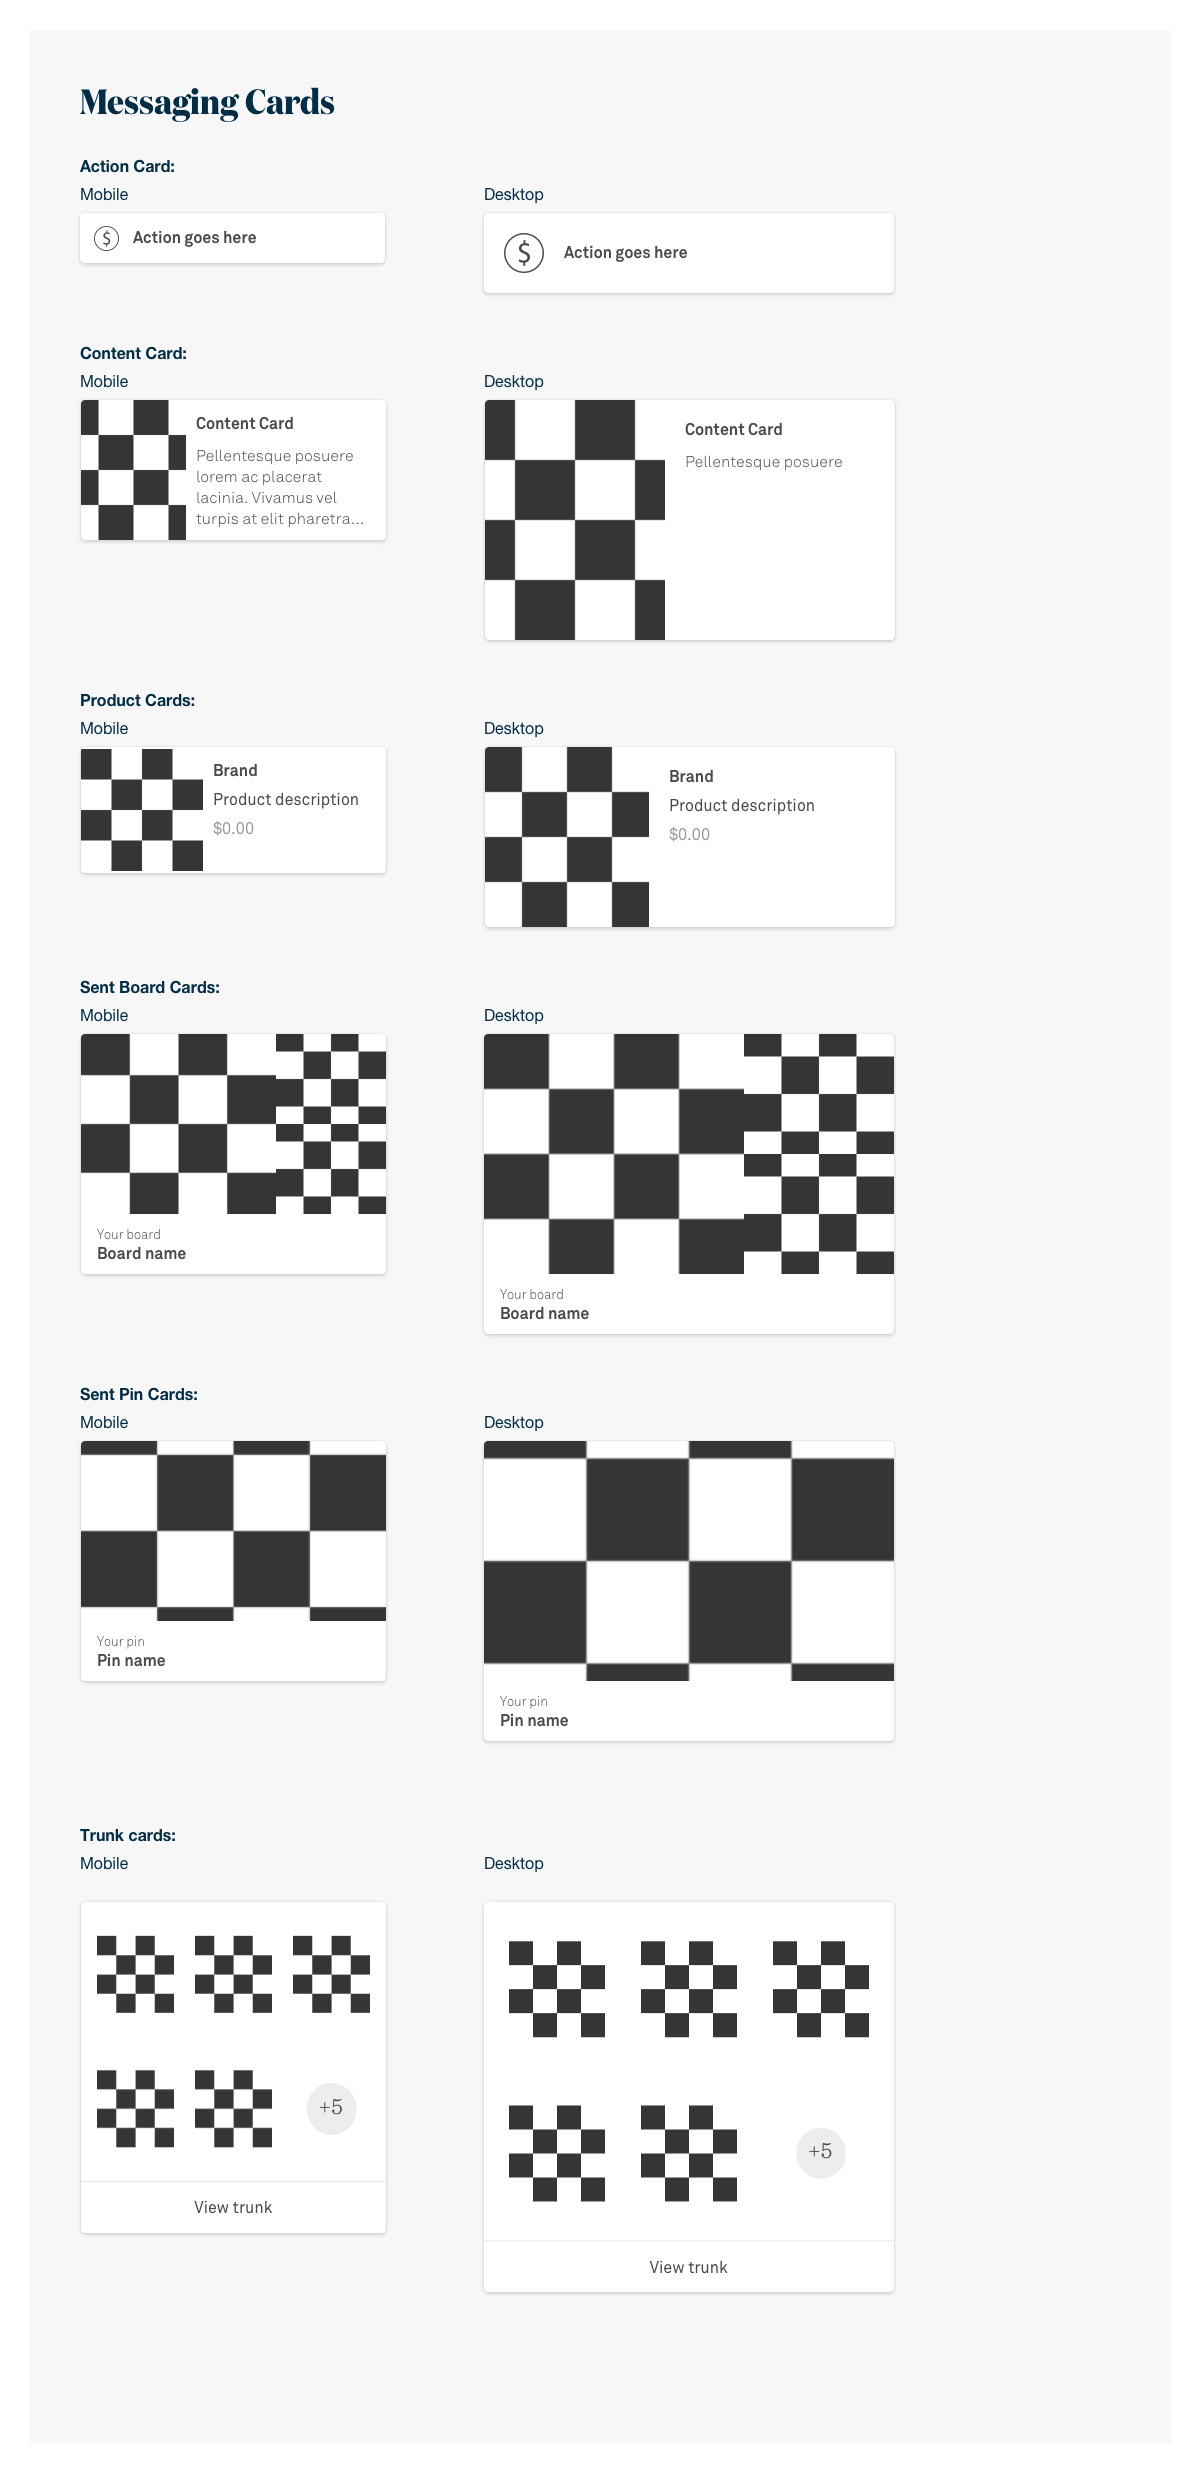 Messaging Cards
Action Card:
Mobile
Desktop
$ Action goes here
$ Action goes here
Content Card:
Mobile
Desktop
Content Card
Pellentesque posuere
lorem ac placerat
lacinia. Vivamus vel
turpis at elit pharetra...
Content Card
Pellentesque posuere
Product Cards:
Mobile
Desktop
Brand
Product description
$0.00
Brand
Product description
$0.00
Sent Board Cards:
Mobile
Desktop
Your board
Board name
Your board
Board name
Sent Pin Cards:
Mobile
Desktop
Your pin
Pin name
Your pin
Pin name
Trunk cards:
Mobile
Desktop
+5
View trunk
+5
View trunk